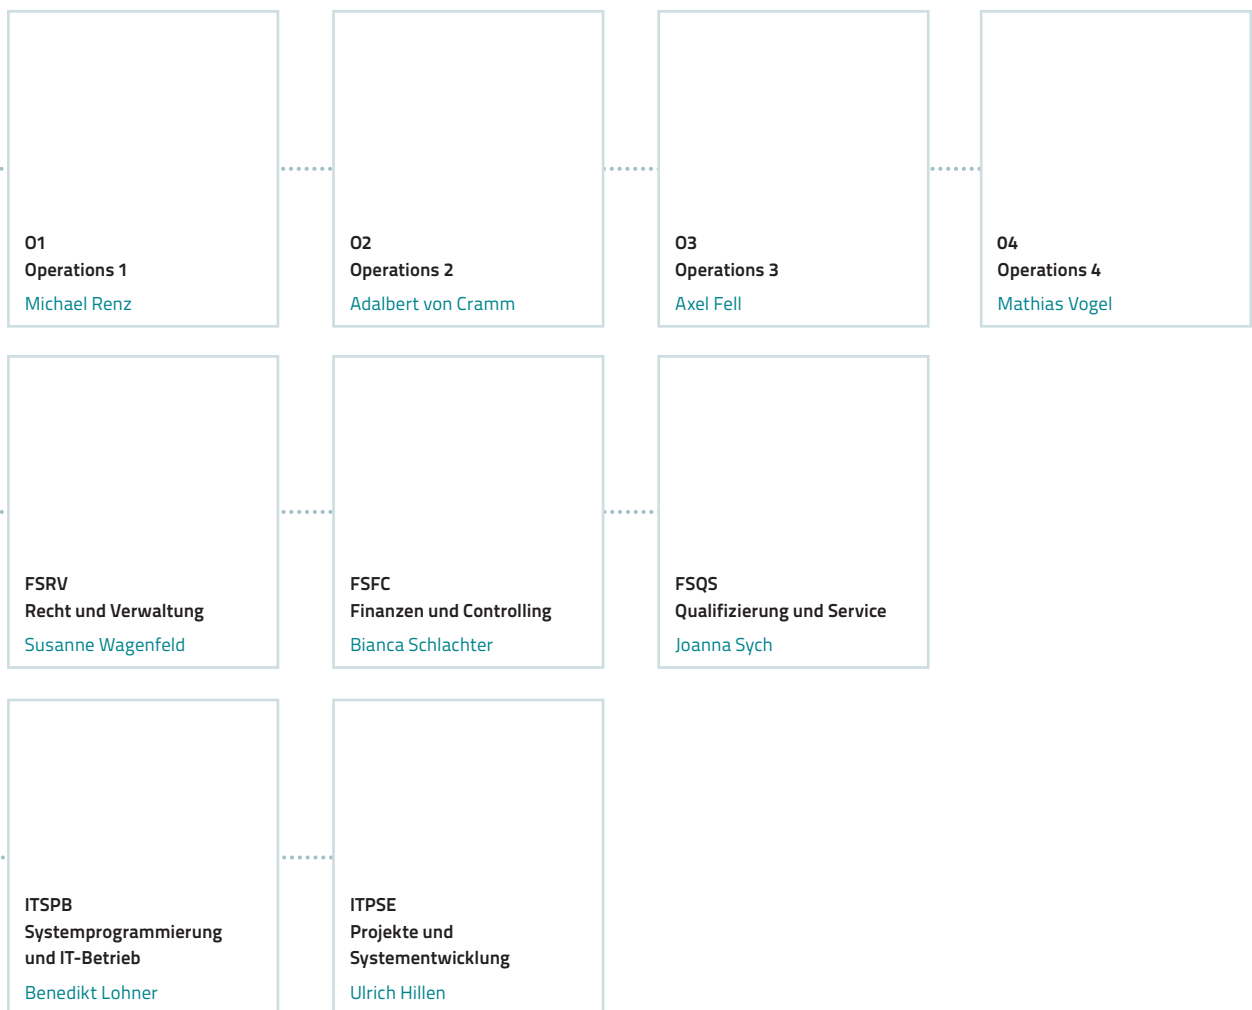 O1
Operations 1
Michael Renz
O2
Operations 2
Adalbert von Cramm
O3
Operations 3
Axel Fell
04
Operations 4
Mathias Vogel
FSRV
Recht und Verwaltung
Susanne Wagenfeld
FSFC
Finanzen und Controlling
Bianca Schlachter
FSQS
Qualifizierung und Service
Joanna Sych
ITSPB
Systemprogrammierung
und IT-Betrieb
Benedikt Lohner
ITPSE
Projekte und
Systementwicklung
Ulrich Hillen